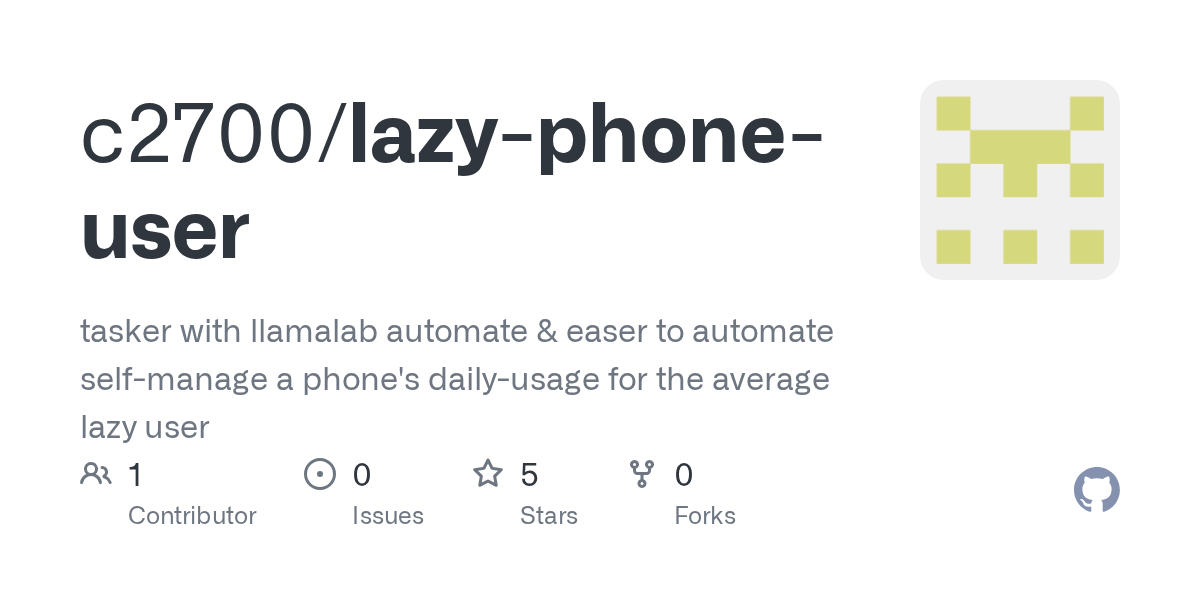 c2700/lazy-phone-
user
tasker with llamalab automate & easer to automate
self-manage a phone's daily-usage for the average
lazy user
1 0 5 0
Contributor Issues Stars Forks